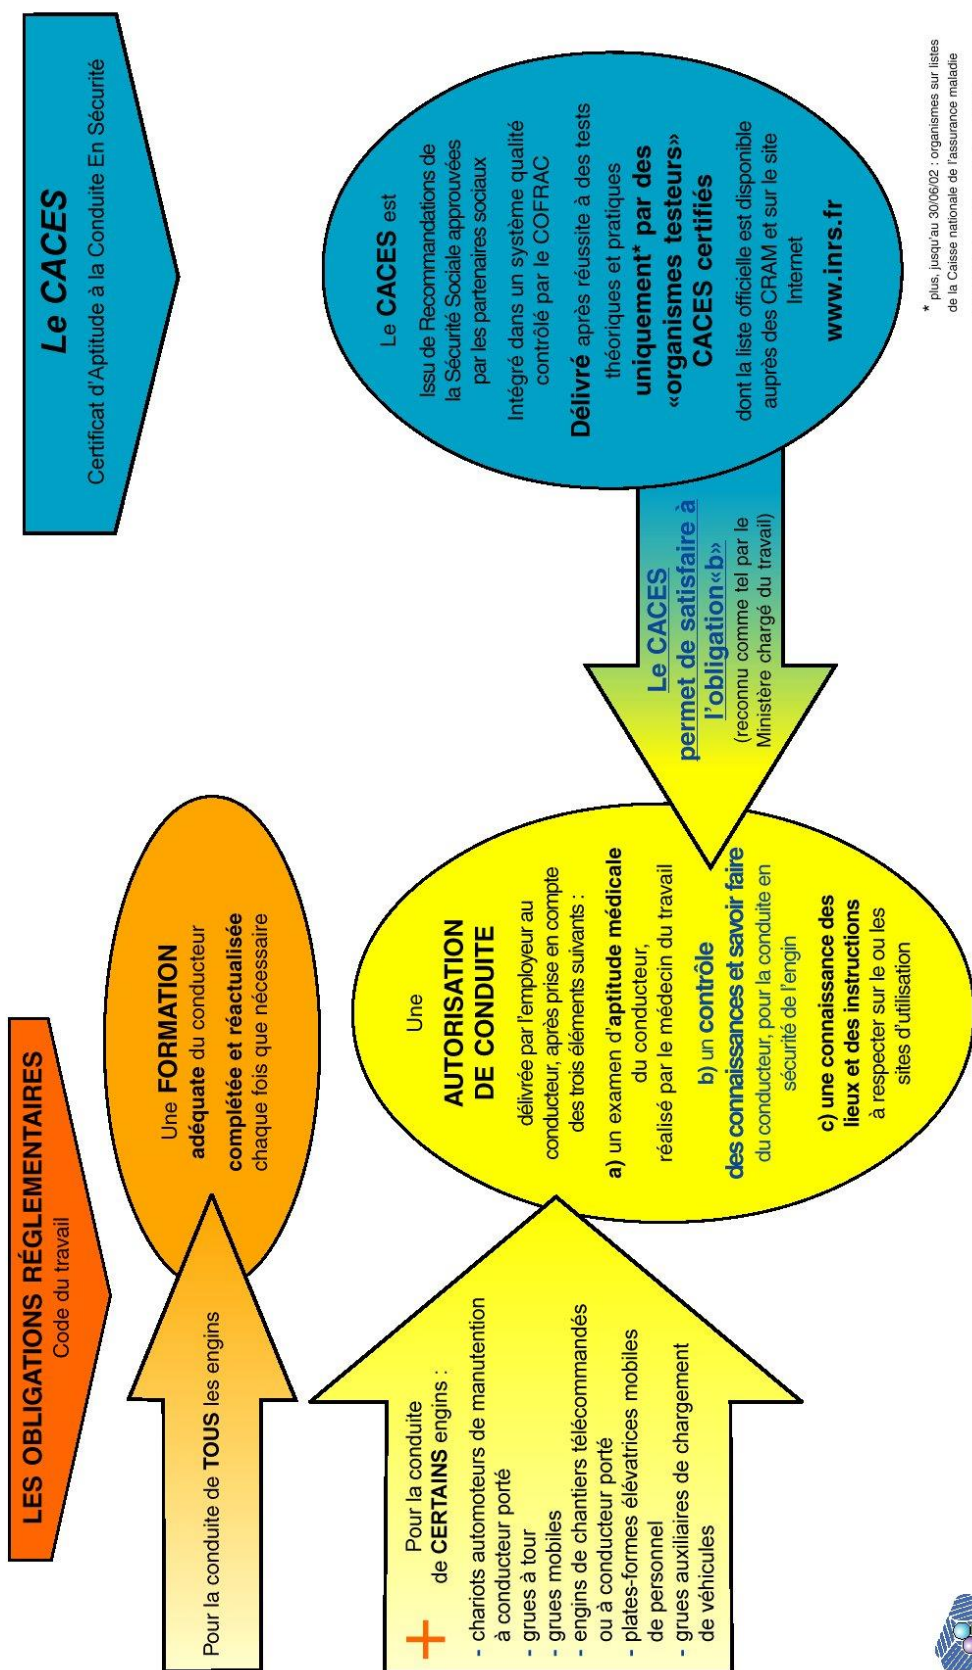 LES OBLIGATIONS RÉGLEMENTAIRES
Code du travail
Le CACES
Certificat d'Aptitude à la Conduite En Sécurité
Pour la conduite de TOUS les engins
Une FORMATION
adéquate du conducteur
complétée et réactualisée
chaque fois que nécessaire
+
Pour la conduite
de CERTAINS engins :
- chariots automoteurs de manutention
à conducteur porté
- grues à tour
- grues mobiles
- engins de chantiers télécommandés
ou à conducteur porté
- plates-formes élévatrices mobiles
de personnel
- grues auxiliaires de chargement
de véhicules
Une
AUTORISATION
DE CONDUITE
délivrée par l'employeur au
conducteur, après prise en compte
des trois éléments suivants :
a) un examen d'aptitude médicale
du conducteur,
réalisé par le médecin du travail
b) un contrôle
des connaissances et savoir faire
du conducteur, pour la conduite en
sécurité de l'engin
c) une connaissance des
lieux et des instructions
à respecter sur le ou les
sites d'utilisation
Le CACES
permet de satisfaire à
l'obligation«b»
(reconnu comme tel par le
Ministère chargé du travail)
Le CACES est
Issu de Recommandations de
la Sécurité Sociale approuvées
par les partenaires sociaux
Intégré dans un système qualité
contrôlé par le COFRAC
Délivré après réussite à des tests
théoriques et pratiques
uniquement* par des
«organismes testeurs»
CACES certifiés
dont la liste officielle est disponible
auprès des CRAM et sur le site
Internet
www.inrs.fr
* plus, jusqu'au 30/06/02 : organismes sur listes
de la Caisse nationale de l'assurance maladie